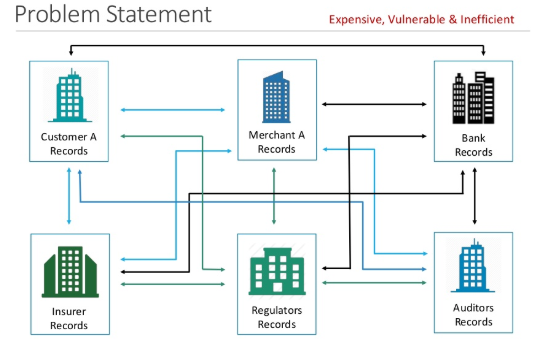 Problem Statement
Expensive, Vulnerable & Inefficient
Customer A
Records
Merchant A
Records
Bank
Records
Insurer
Records
Regulators
Records
Auditors
Records